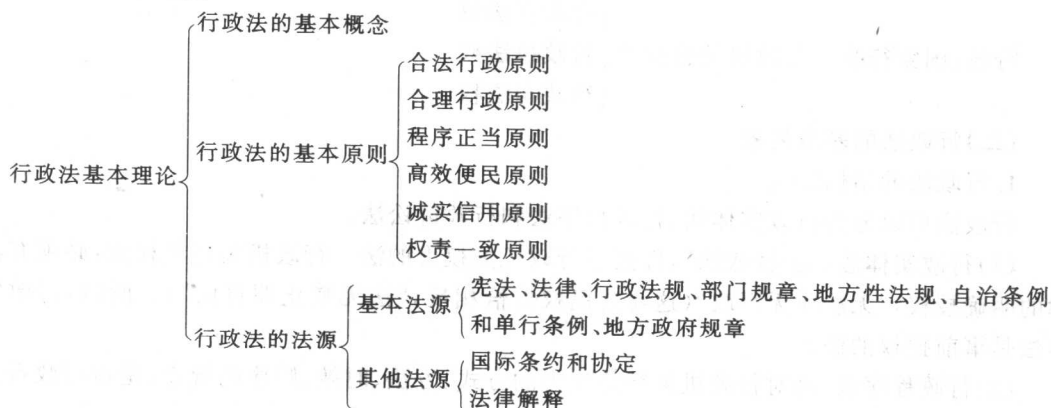 行政法的基本概念
合法行政原则
合理行政原则
程序正当原则
行政法的基本原则
高效便民原则
行政法基本理论
诚实信用原则
权责一致原则
宪法、法律、行政法规、部门规章、地方性法规、自治条例
基本法源
和单行条例、地方政府规章
行政法的法源
国际条约和协定
其他法源
法律解释